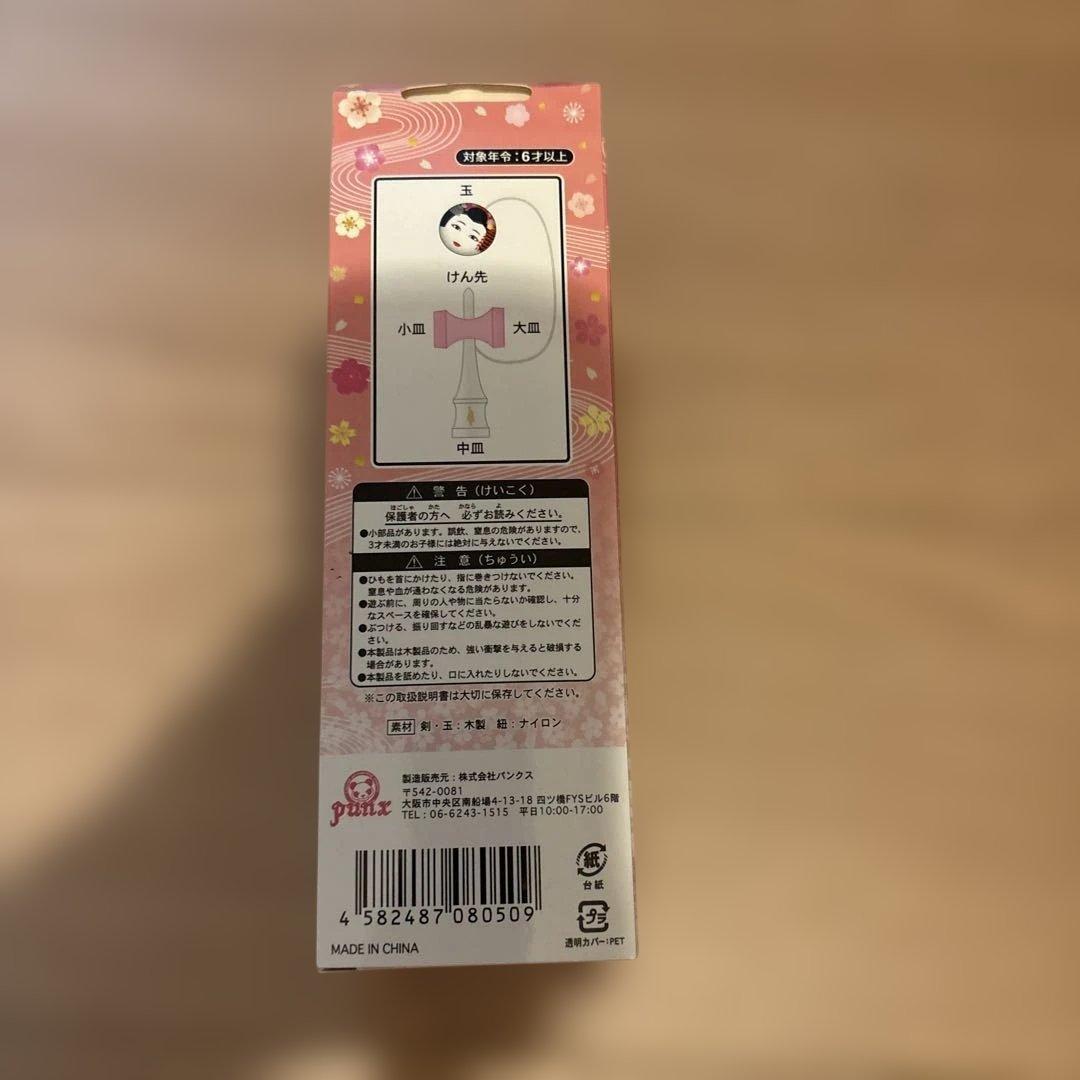 対象年令：6才以上
玉
けん先
小皿 大皿
中皿
警告（けいこく）
ほごしゃ かた かなら よ
保護者の方へ 必ずお読みください。
●小部品があります。誤飲、窒息の危険がありますので、
3才未満のお子様には絶対に与えないでください。
注意（ちゅうい）
●ひもを首にかけたり、指に巻きつけないでください。
窒息や血が通わなくなる危険があります。
●遊ぶ前に、周りの人や物に当たらないか確認し、十分
なスペースを確保してください。
●ぶつける、振り回すなどの乱暴な遊びをしないでくだ
さい。
●本製品は木製品のため、強い衝撃を与えると破損する
場合があります。
●本製品を舐めたり、口に入れたりしないでください。
※この取扱説明書は大切に保存してください。
素材 剣・玉：木製 紐：ナイロン
punx
製造販売元：株式会社パンクス
〒542-0081
大阪市中央区南船場4-13-18 四ツ橋FYSビル6階
TEL：06-6243-1515 平日10:00-17:00
紙
台紙
4 582487 080509
プラ
透明カバー：PET
MADE IN CHINA